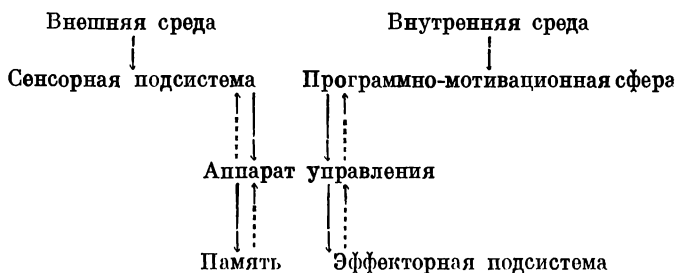 Внешняя среда Внутренняя среда
Сенсорная подсистема Программно-мотивационная сфера
Аппарат управления
Память Эффекторная подсистема